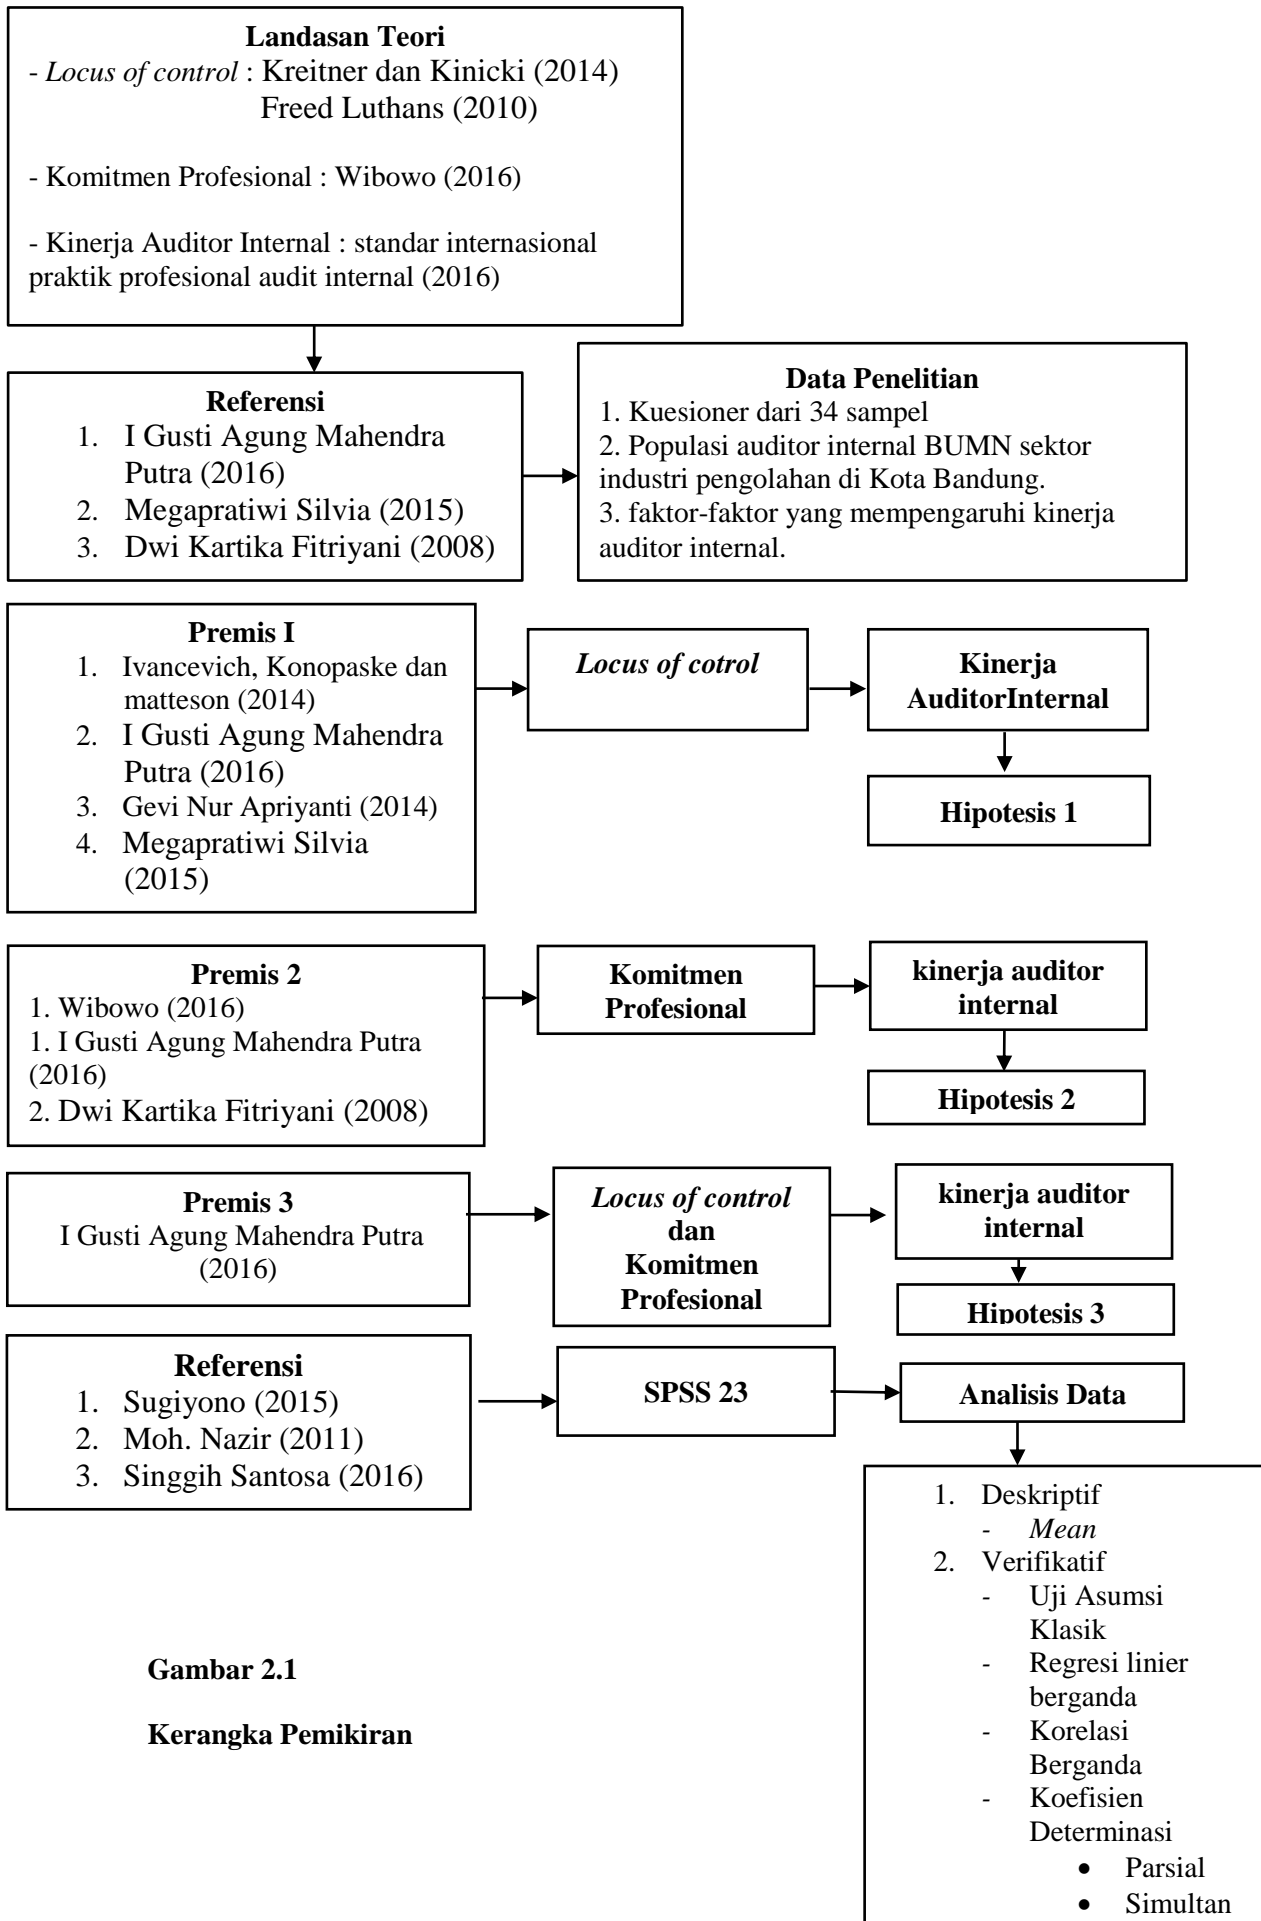 Landasan Teori
- Locus of control : Kreitner dan Kinicki (2014)
Freed Luthans (2010)
- Komitmen Profesional : Wibowo (2016)
- Kinerja Auditor Internal : standar internasional
praktik profesional audit internal (2016)
Referensi
1. I Gusti Agung Mahendra
Putra (2016)
2. Megapratiwi Silvia (2015)
3. Dwi Kartika Fitriyani (2008)
Data Penelitian
1. Kuesioner dari 34 sampel
2. Populasi auditor internal BUMN sektor
industri pengolahan di Kota Bandung.
3. faktor-faktor yang mempengaruhi kinerja
auditor internal.
Premis I
1. Ivancevich, Konopaske dan
matteson (2014)
2. I Gusti Agung Mahendra
Putra (2016)
3. Gevi Nur Apriyanti (2014)
4. Megapratiwi Silvia
(2015)
Locus of cotrol
Kinerja
AuditorInternal
Hipotesis 1
Premis 2
1. Wibowo (2016)
1. I Gusti Agung Mahendra Putra
(2016)
2. Dwi Kartika Fitriyani (2008)
Komitmen
Profesional
kinerja auditor
internal
Hipotesis 2
Premis 3
I Gusti Agung Mahendra Putra
(2016)
Locus of control
dan
Komitmen
Profesional
kinerja auditor
internal
Hipotesis 3
Referensi
1. Sugiyono (2015)
2. Moh. Nazir (2011)
3. Singgih Santosa (2016)
SPSS 23
Analisis Data
1. Deskriptif
- Mean
2. Verifikatif
- Uji Asumsi
Klasik
- Regresi linier
berganda
- Korelasi
Berganda
- Koefisien
Determinasi
• Parsial
• Simultan
Gambar 2.1
Kerangka Pemikiran